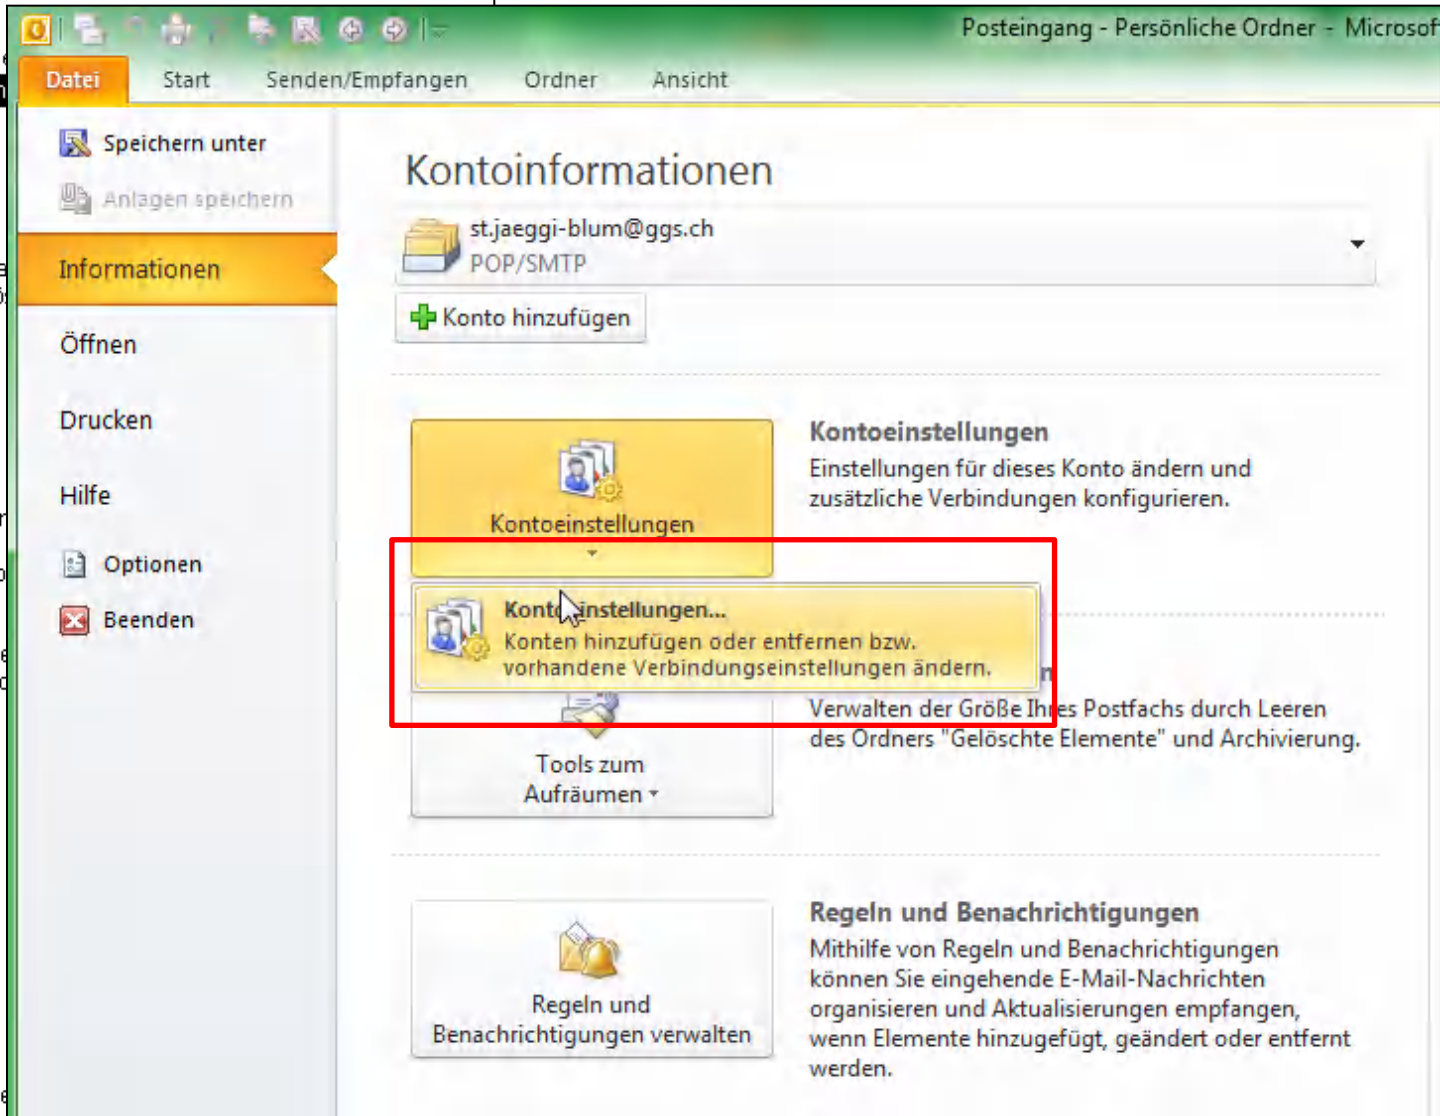 Posteingang - Persönliche Ordner - Microsof
Datei Start Senden/Empfangen Ordner Ansicht
Speichern unter
Anlagen speichern
Informationen
Öffnen
Drucken
Hilfe
Optionen
Beenden
Kontoinformationen
st.jaeggi-blum@ggs.ch
POP/SMTP
Konto hinzufügen
Kontoeinstellungen
Kontoeinstellungen
Einstellungen für dieses Konto ändern und
zusätzliche Verbindungen konfigurieren.
Kontoeinstellungen...
Konten hinzufügen oder entfernen bzw.
vorhandene Verbindungseinstellungen ändern.
Tools zum
Aufräumen
Verwalten der Größe Ihres Postfachs durch Leeren
des Ordners "Gelöschte Elemente" und Archivierung.
Regeln und
Benachrichtigungen verwalten
Regeln und Benachrichtigungen
Mithilfe von Regeln und Benachrichtigungen
können Sie eingehende E-Mail-Nachrichten
organisieren und Aktualisierungen empfangen,
wenn Elemente hinzugefügt, geändert oder entfernt
werden.